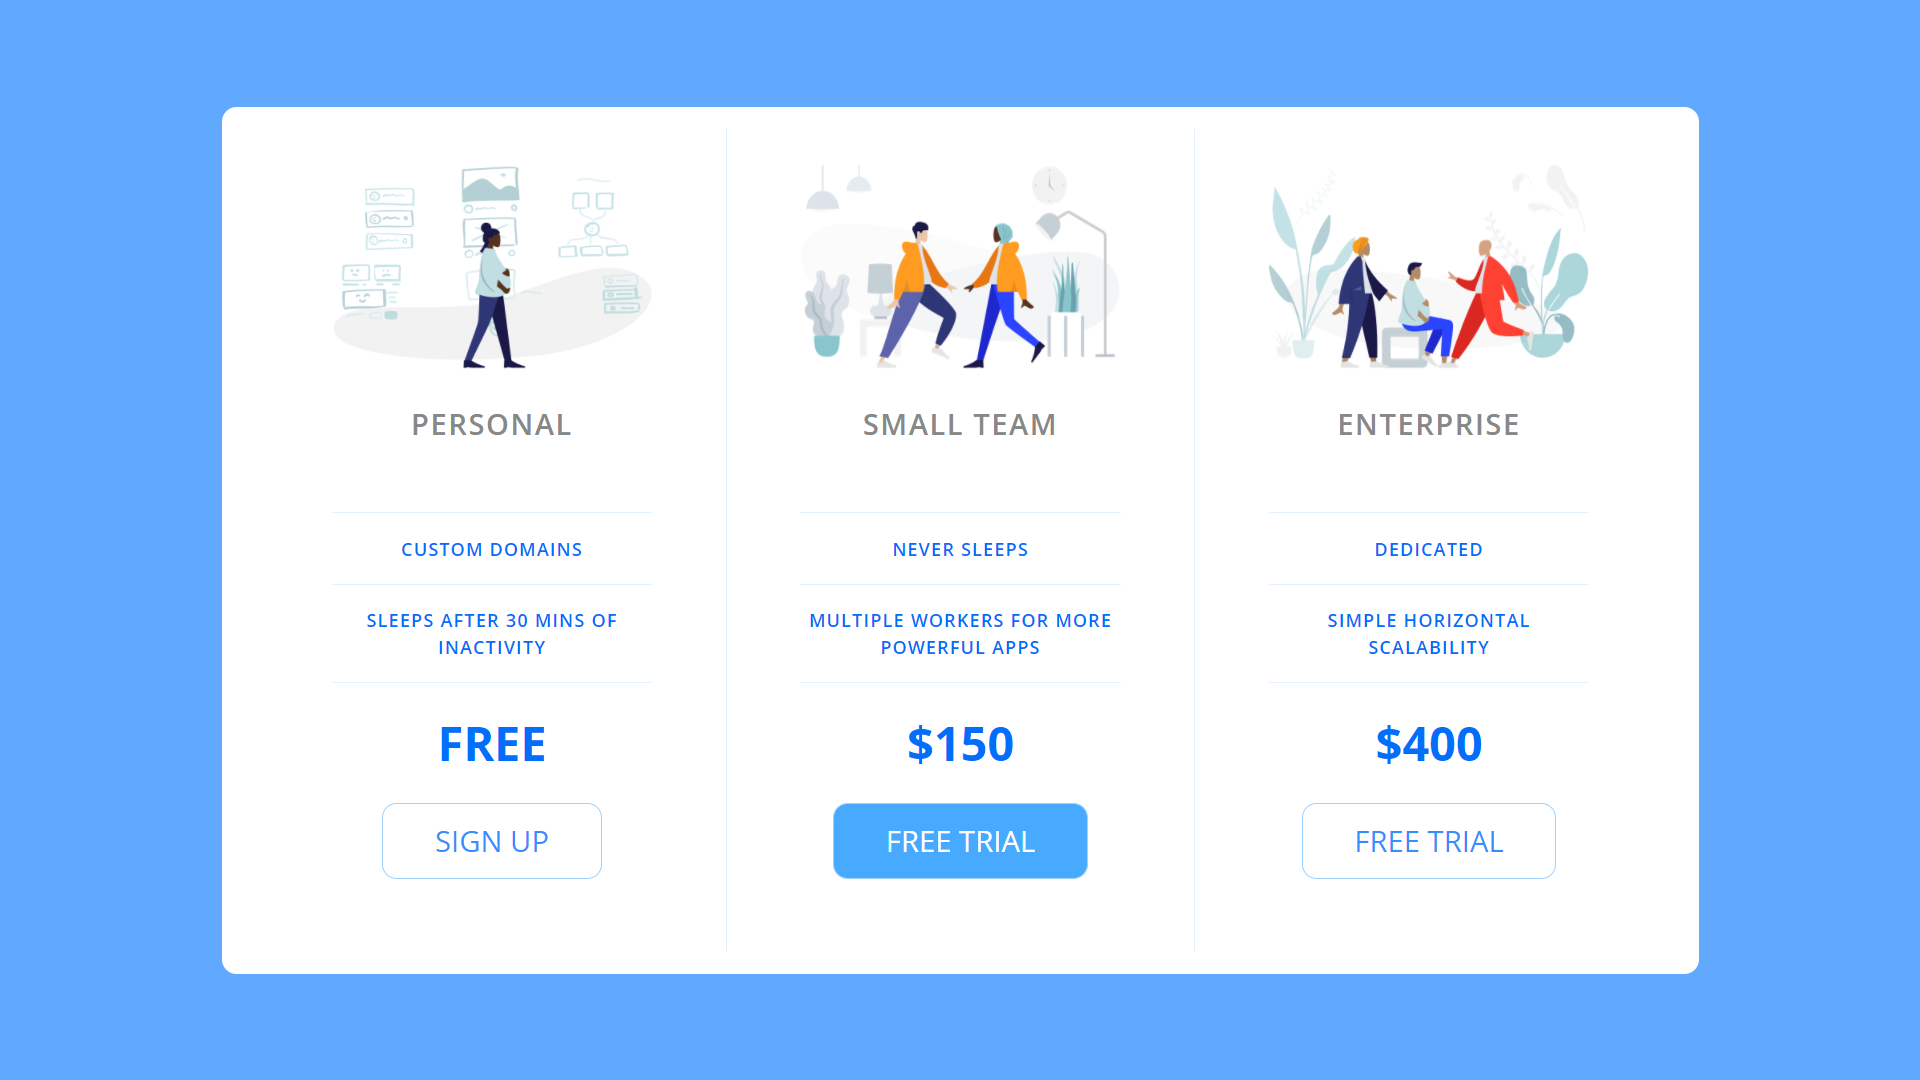 PERSONAL
CUSTOM DOMAINS
SLEEPS AFTER 30 MINS OF
INACTIVITY
FREE
SIGN UP
SMALL TEAM
NEVER SLEEPS
MULTIPLE WORKERS FOR MORE
POWERFUL APPS
$150
FREE TRIAL
ENTERPRISE
DEDICATED
SIMPLE HORIZONTAL
SCALABILITY
$400
FREE TRIAL